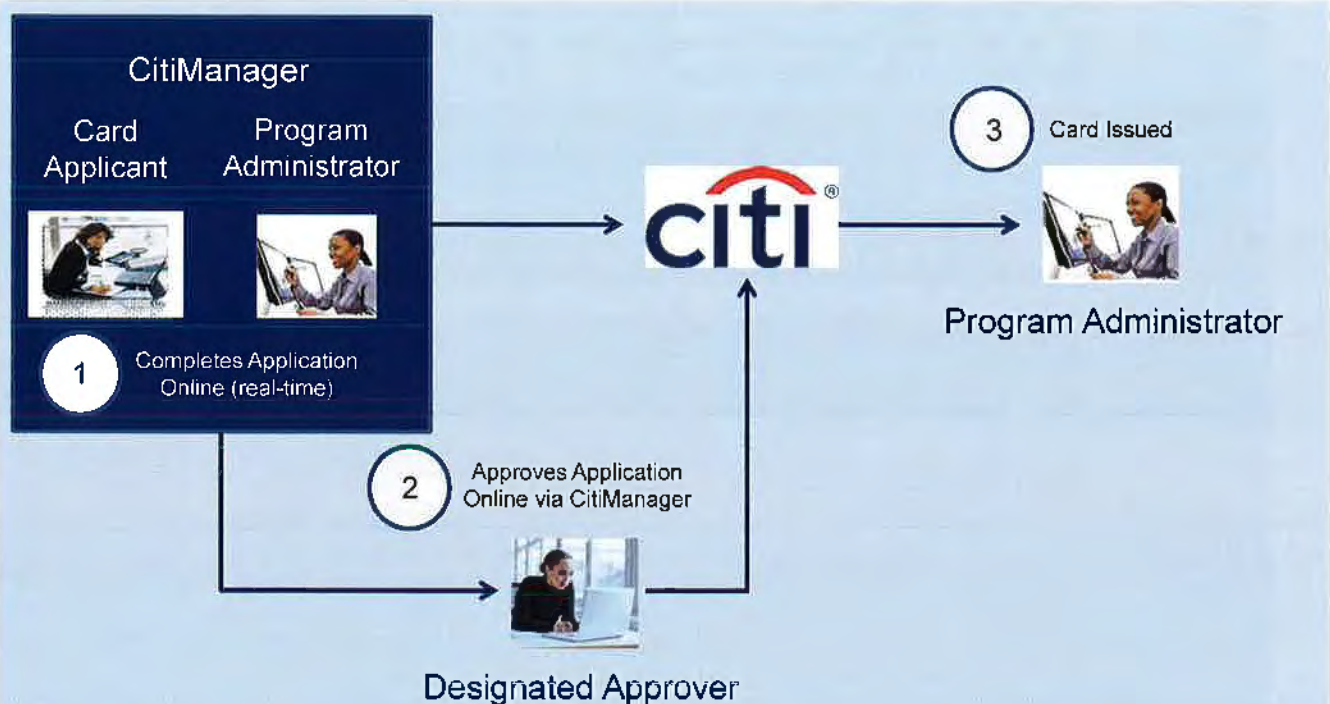 CitiManager
Card
Applicant
Program
Administrator
1
Completes Application
Online (real-time)
citi®
3
Card Issued
Program Administrator
2
Approves Application
Online via CitiManager
Designated Approver